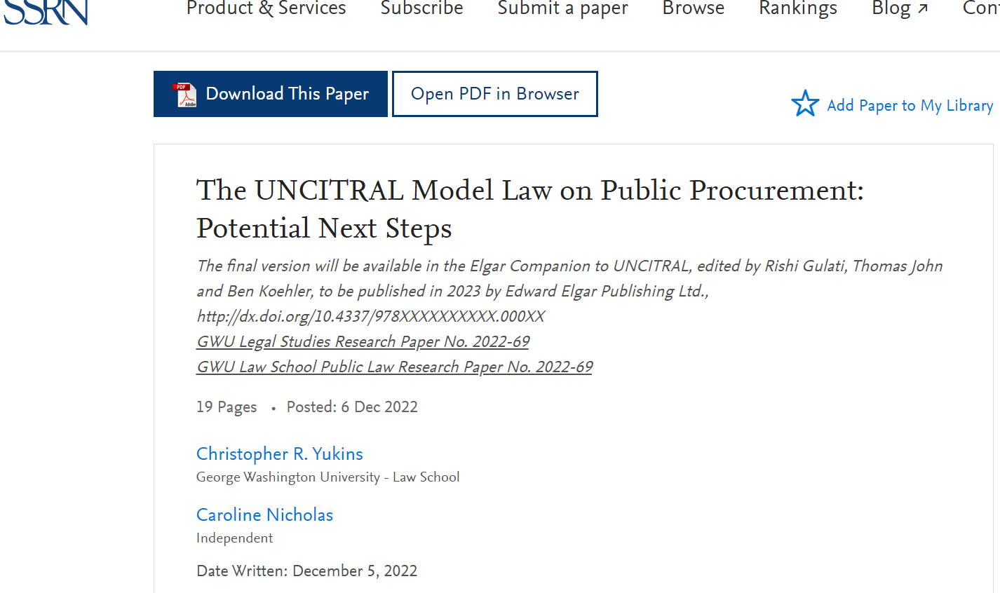 SSRN
Product & Services Subscribe Submit a paper Browse Rankings Blog ↗
PDF Adobe Download This Paper
Open PDF in Browser
Add Paper to My Library
The UNCITRAL Model Law on Public Procurement:
Potential Next Steps
The final version will be available in the Elgar Companion to UNCITRAL, edited by Rishi Gulati, Thomas John
and Ben Koehler, to be published in 2023 by Edward Elgar Publishing Ltd.,
http://dx.doi.org/10.4337/978XXXXXXXXXX.000XX
GWU Legal Studies Research Paper No. 2022-69
GWU Law School Public Law Research Paper No. 2022-69
19 Pages • Posted: 6 Dec 2022
Christopher R. Yukins
George Washington University - Law School
Caroline Nicholas
Independent
Date Written: December 5, 2022